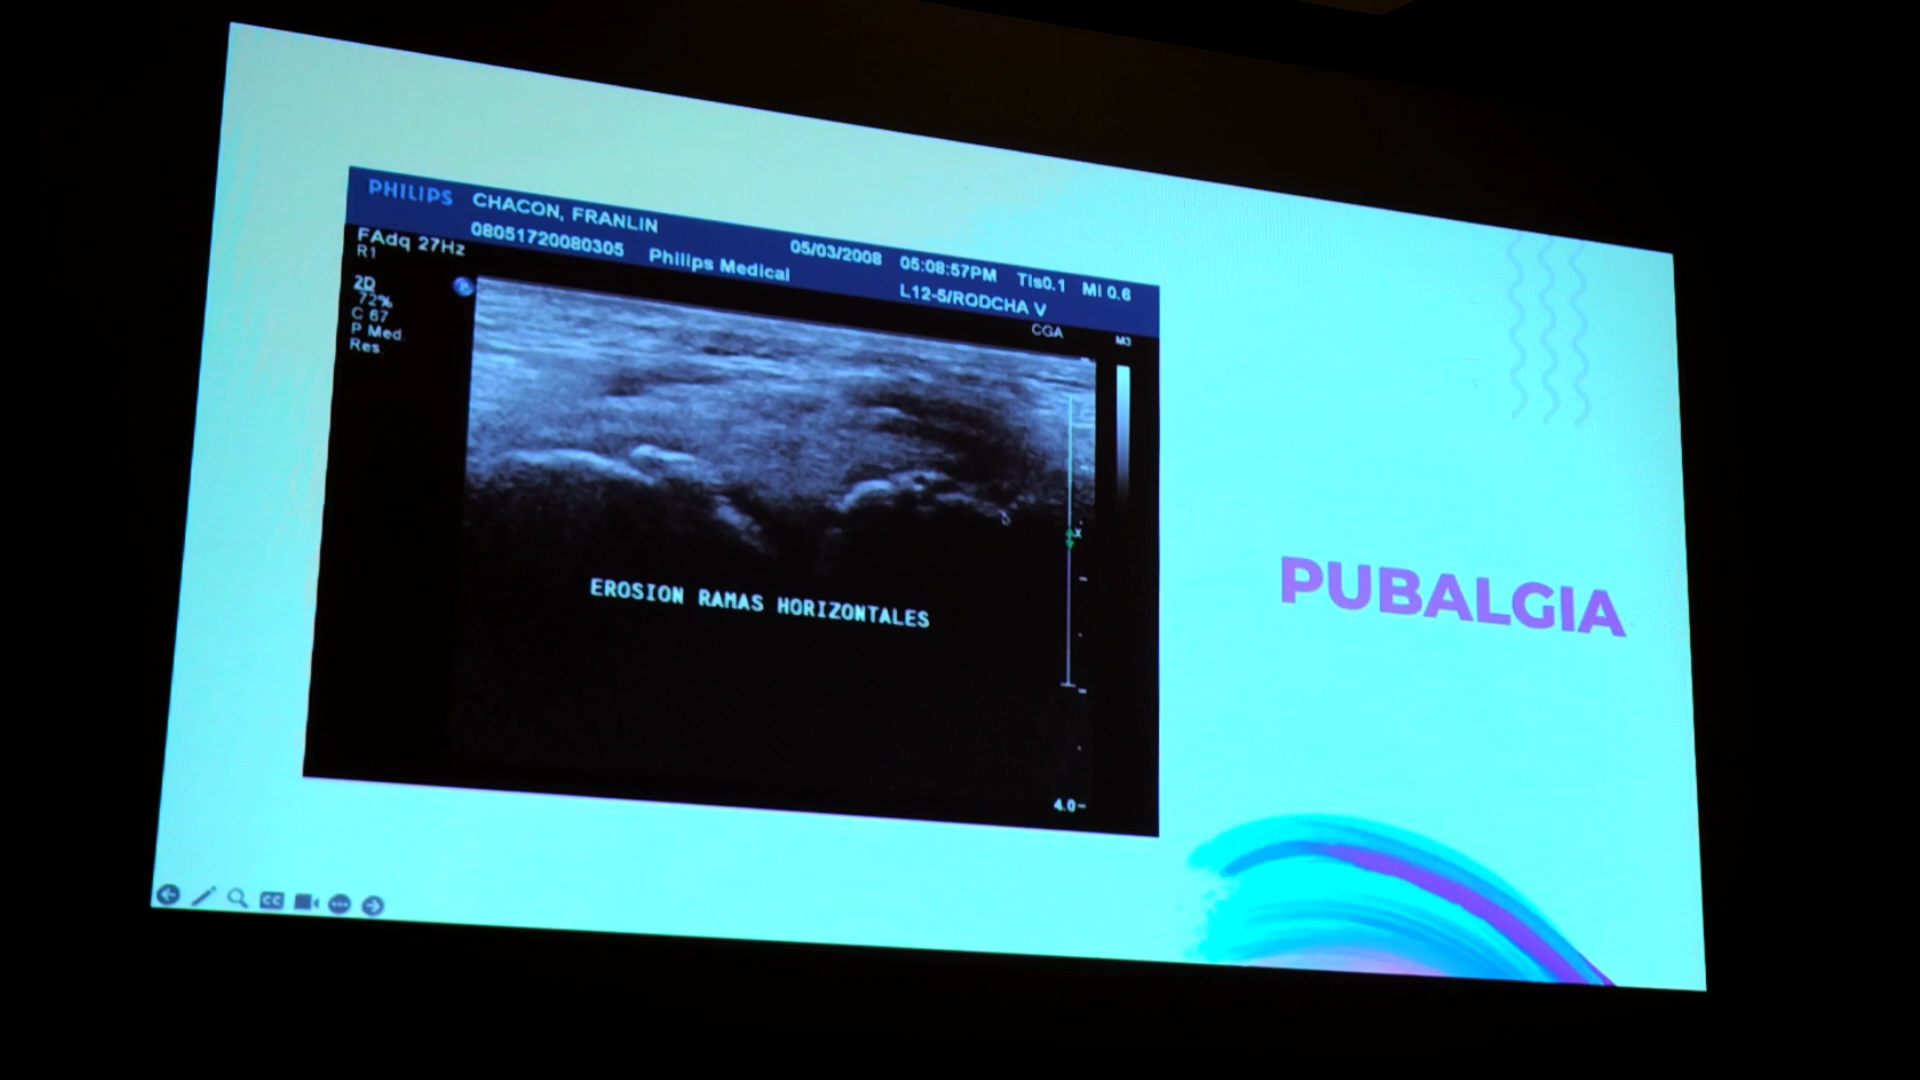 PHILIPS CHACON, FRANLIN
08051720080305 Philips Medical
05/03/2008 05:08:57PM TIs0.1 MI 0.6
L12-5/RODCHA V
FAdq 27Hz
R1
CGA
M3
2D
72%
C 67
P Med
Res
x
EROSION RAMAS HORIZONTALES
4.0
PUBALGIA
CC